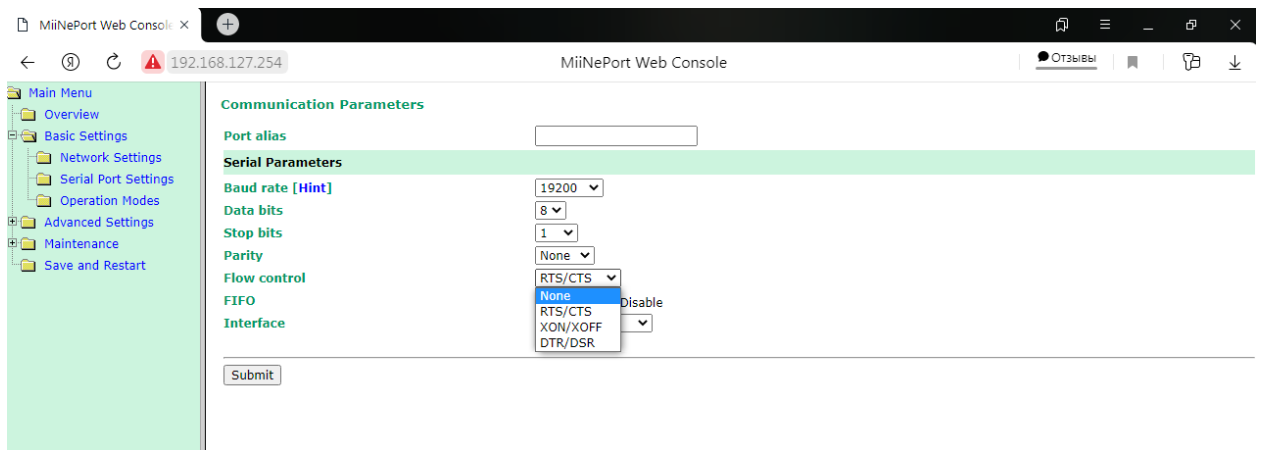 MiiNePort Web Console
192.168.127.254
MiiNePort Web Console
Отзывы
Main Menu
Overview
Basic Settings
Network Settings
Serial Port Settings
Operation Modes
Advanced Settings
Maintenance
Save and Restart
Communication Parameters
Port alias
Serial Parameters
Baud rate [Hint] 19200
Data bits 8
Stop bits 1
Parity None
Flow control RTS/CTS
None
RTS/CTS
XON/XOFF
DTR/DSR
FIFO Disable
Interface
Submit